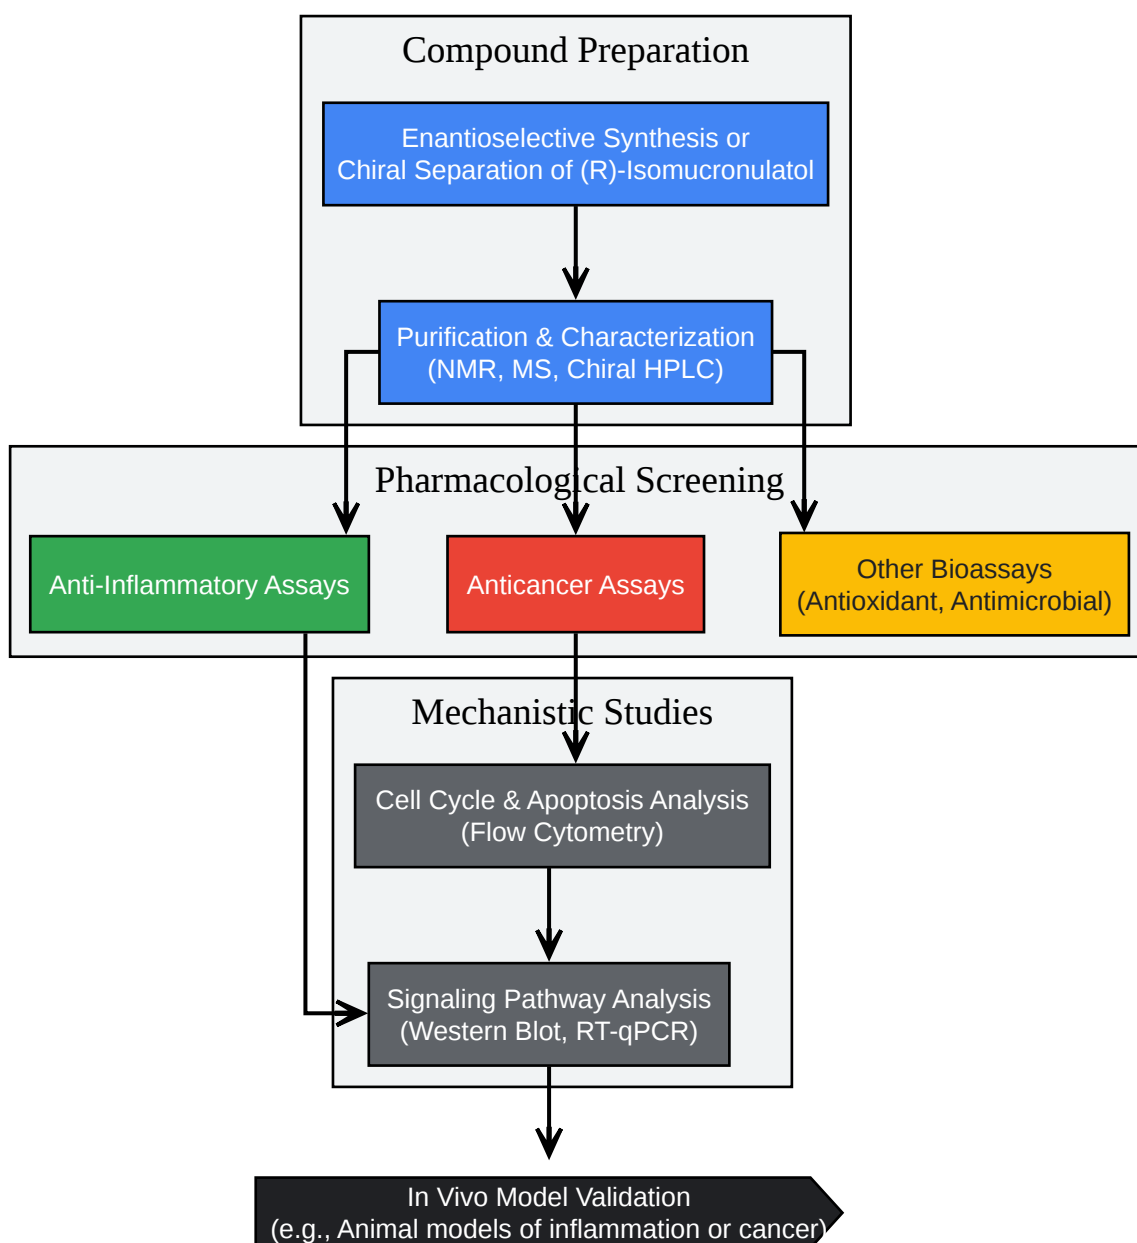 Compound Preparation
Enantioselective Synthesis or
Chiral Separation of (R)-Isomucronulatol
Purification & Characterization
(NMR, MS, Chiral HPLC)
Pharmacological Screening
Anti-Inflammatory Assays
Anticancer Assays
Other Bioassays
(Antioxidant, Antimicrobial)
Mechanistic Studies
Cell Cycle & Apoptosis Analysis
(Flow Cytometry)
Signaling Pathway Analysis
(Western Blot, RT-qPCR)
In Vivo Model Validation
(e.g., Animal models of inflammation or cancer)